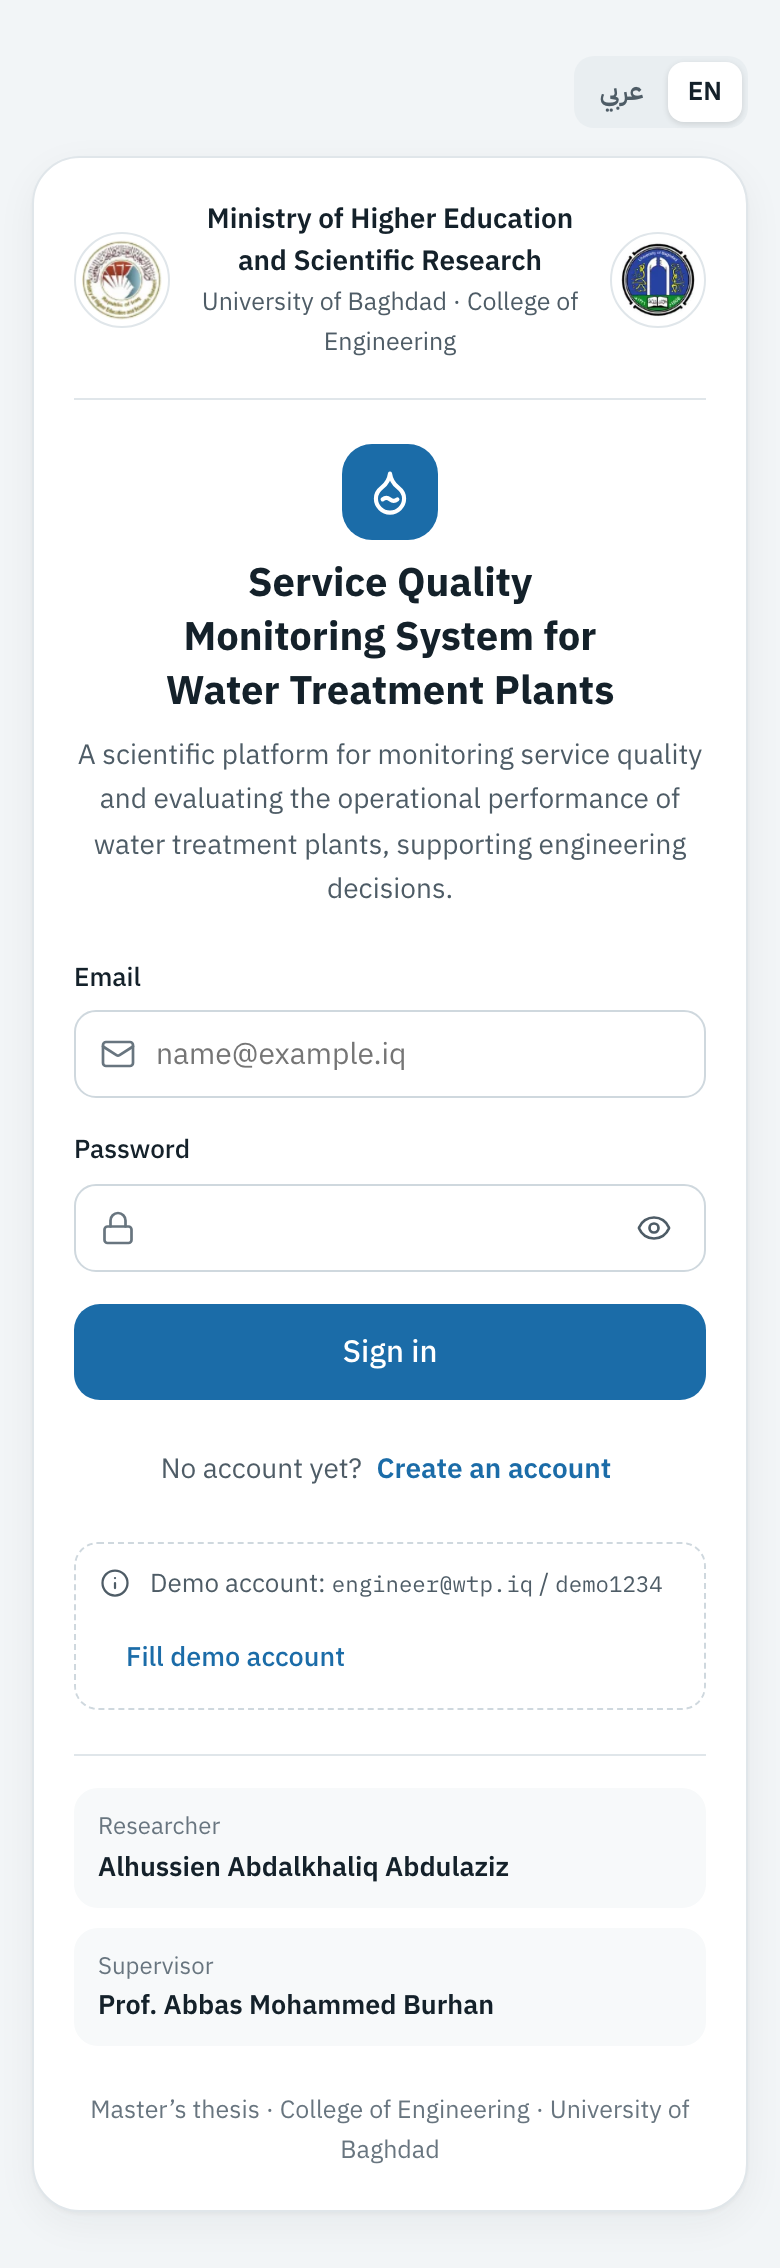 عربي
EN
Ministry of Higher Education
and Scientific Research
University of Baghdad · College of
Engineering
Service Quality
Monitoring System for
Water Treatment Plants
A scientific platform for monitoring service quality
and evaluating the operational performance of
water treatment plants, supporting engineering
decisions.
Email
name@example.iq
Password
Sign in
No account yet? Create an account
Demo account: engineer@wtp.iq / demo1234
Fill demo account
Researcher
Alhussien Abdalkhaliq Abdulaziz
Supervisor
Prof. Abbas Mohammed Burhan
Master’s thesis · College of Engineering · University of
Baghdad